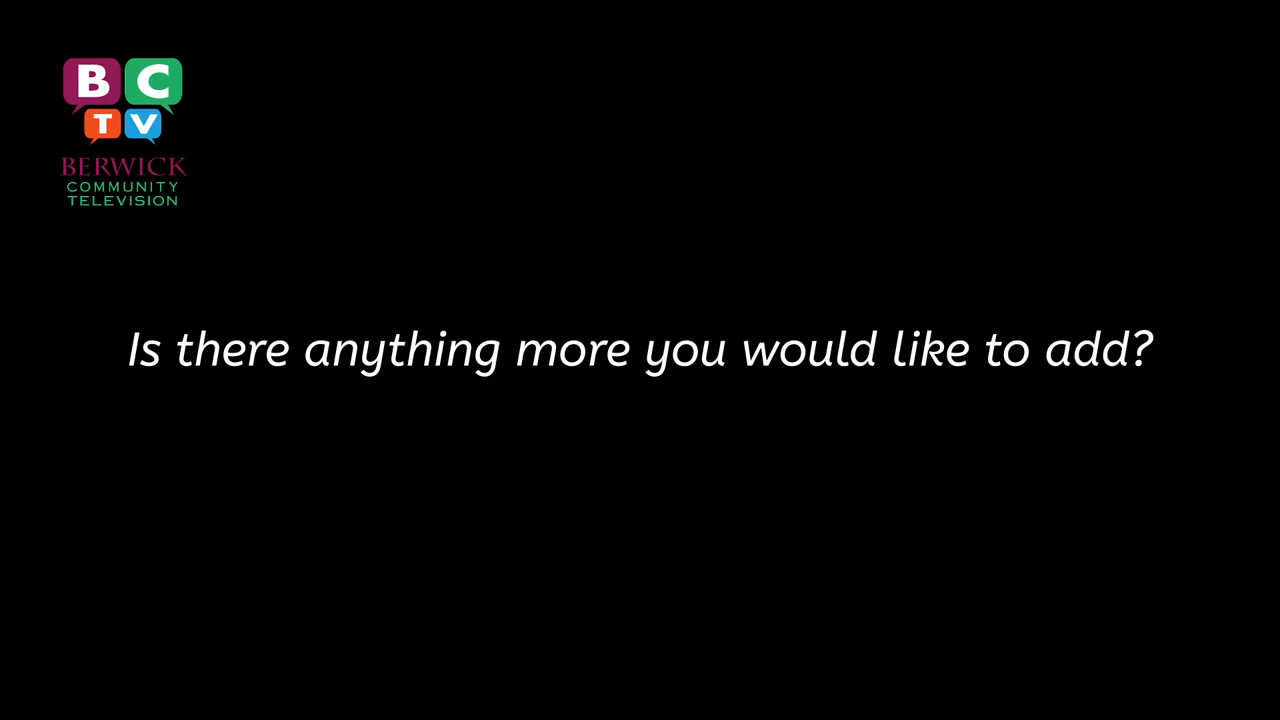 B C
T V
BERWICK
COMMUNITY
TELEVISION
Is there anything more you would like to add?